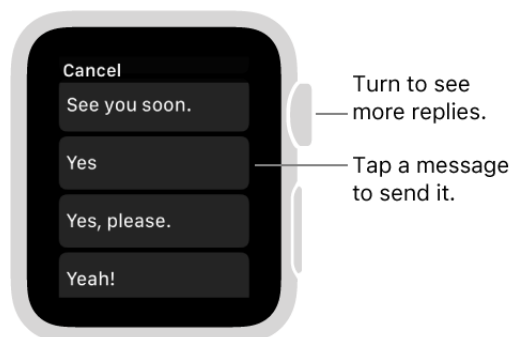 Cancel
See you soon.
Yes
Yes, please.
Yeah!
Turn to see
more replies.
Tap a message
to send it.